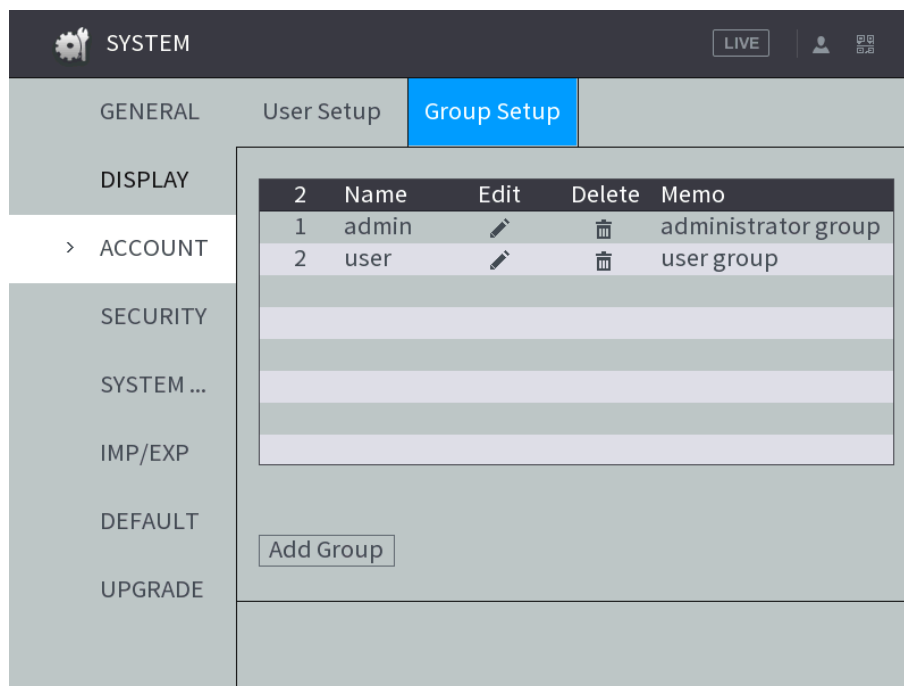 SYSTEM
LIVE
GENERAL
User Setup
Group Setup
DISPLAY
2 Name Edit Delete Memo
1 admin administrator group
> ACCOUNT
2 user user group
SECURITY
SYSTEM ...
IMP/EXP
DEFAULT
Add Group
UPGRADE